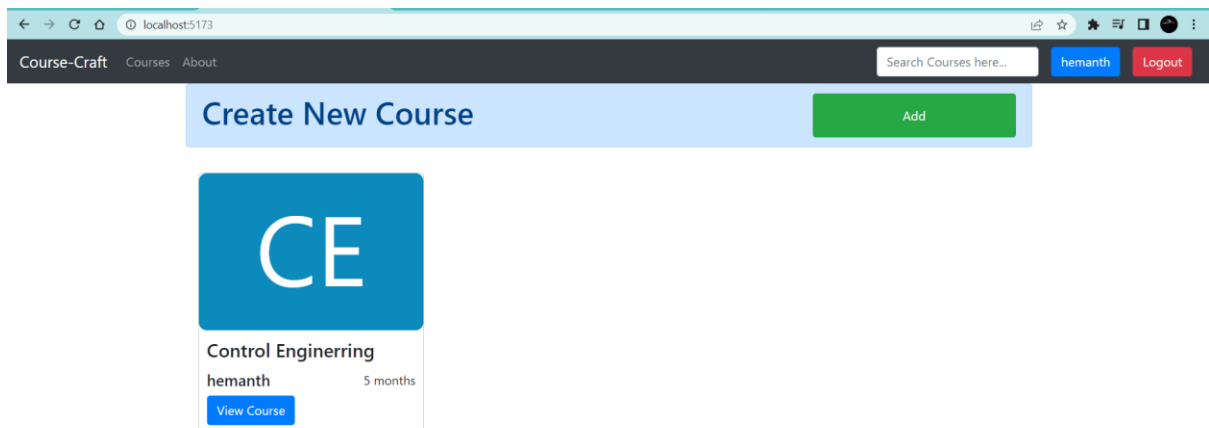 localhost:5173
Course-Craft Courses About Search Courses here... hemanth Logout
Create New Course Add
CE
Control Enginerring
hemanth 5 months
View Course